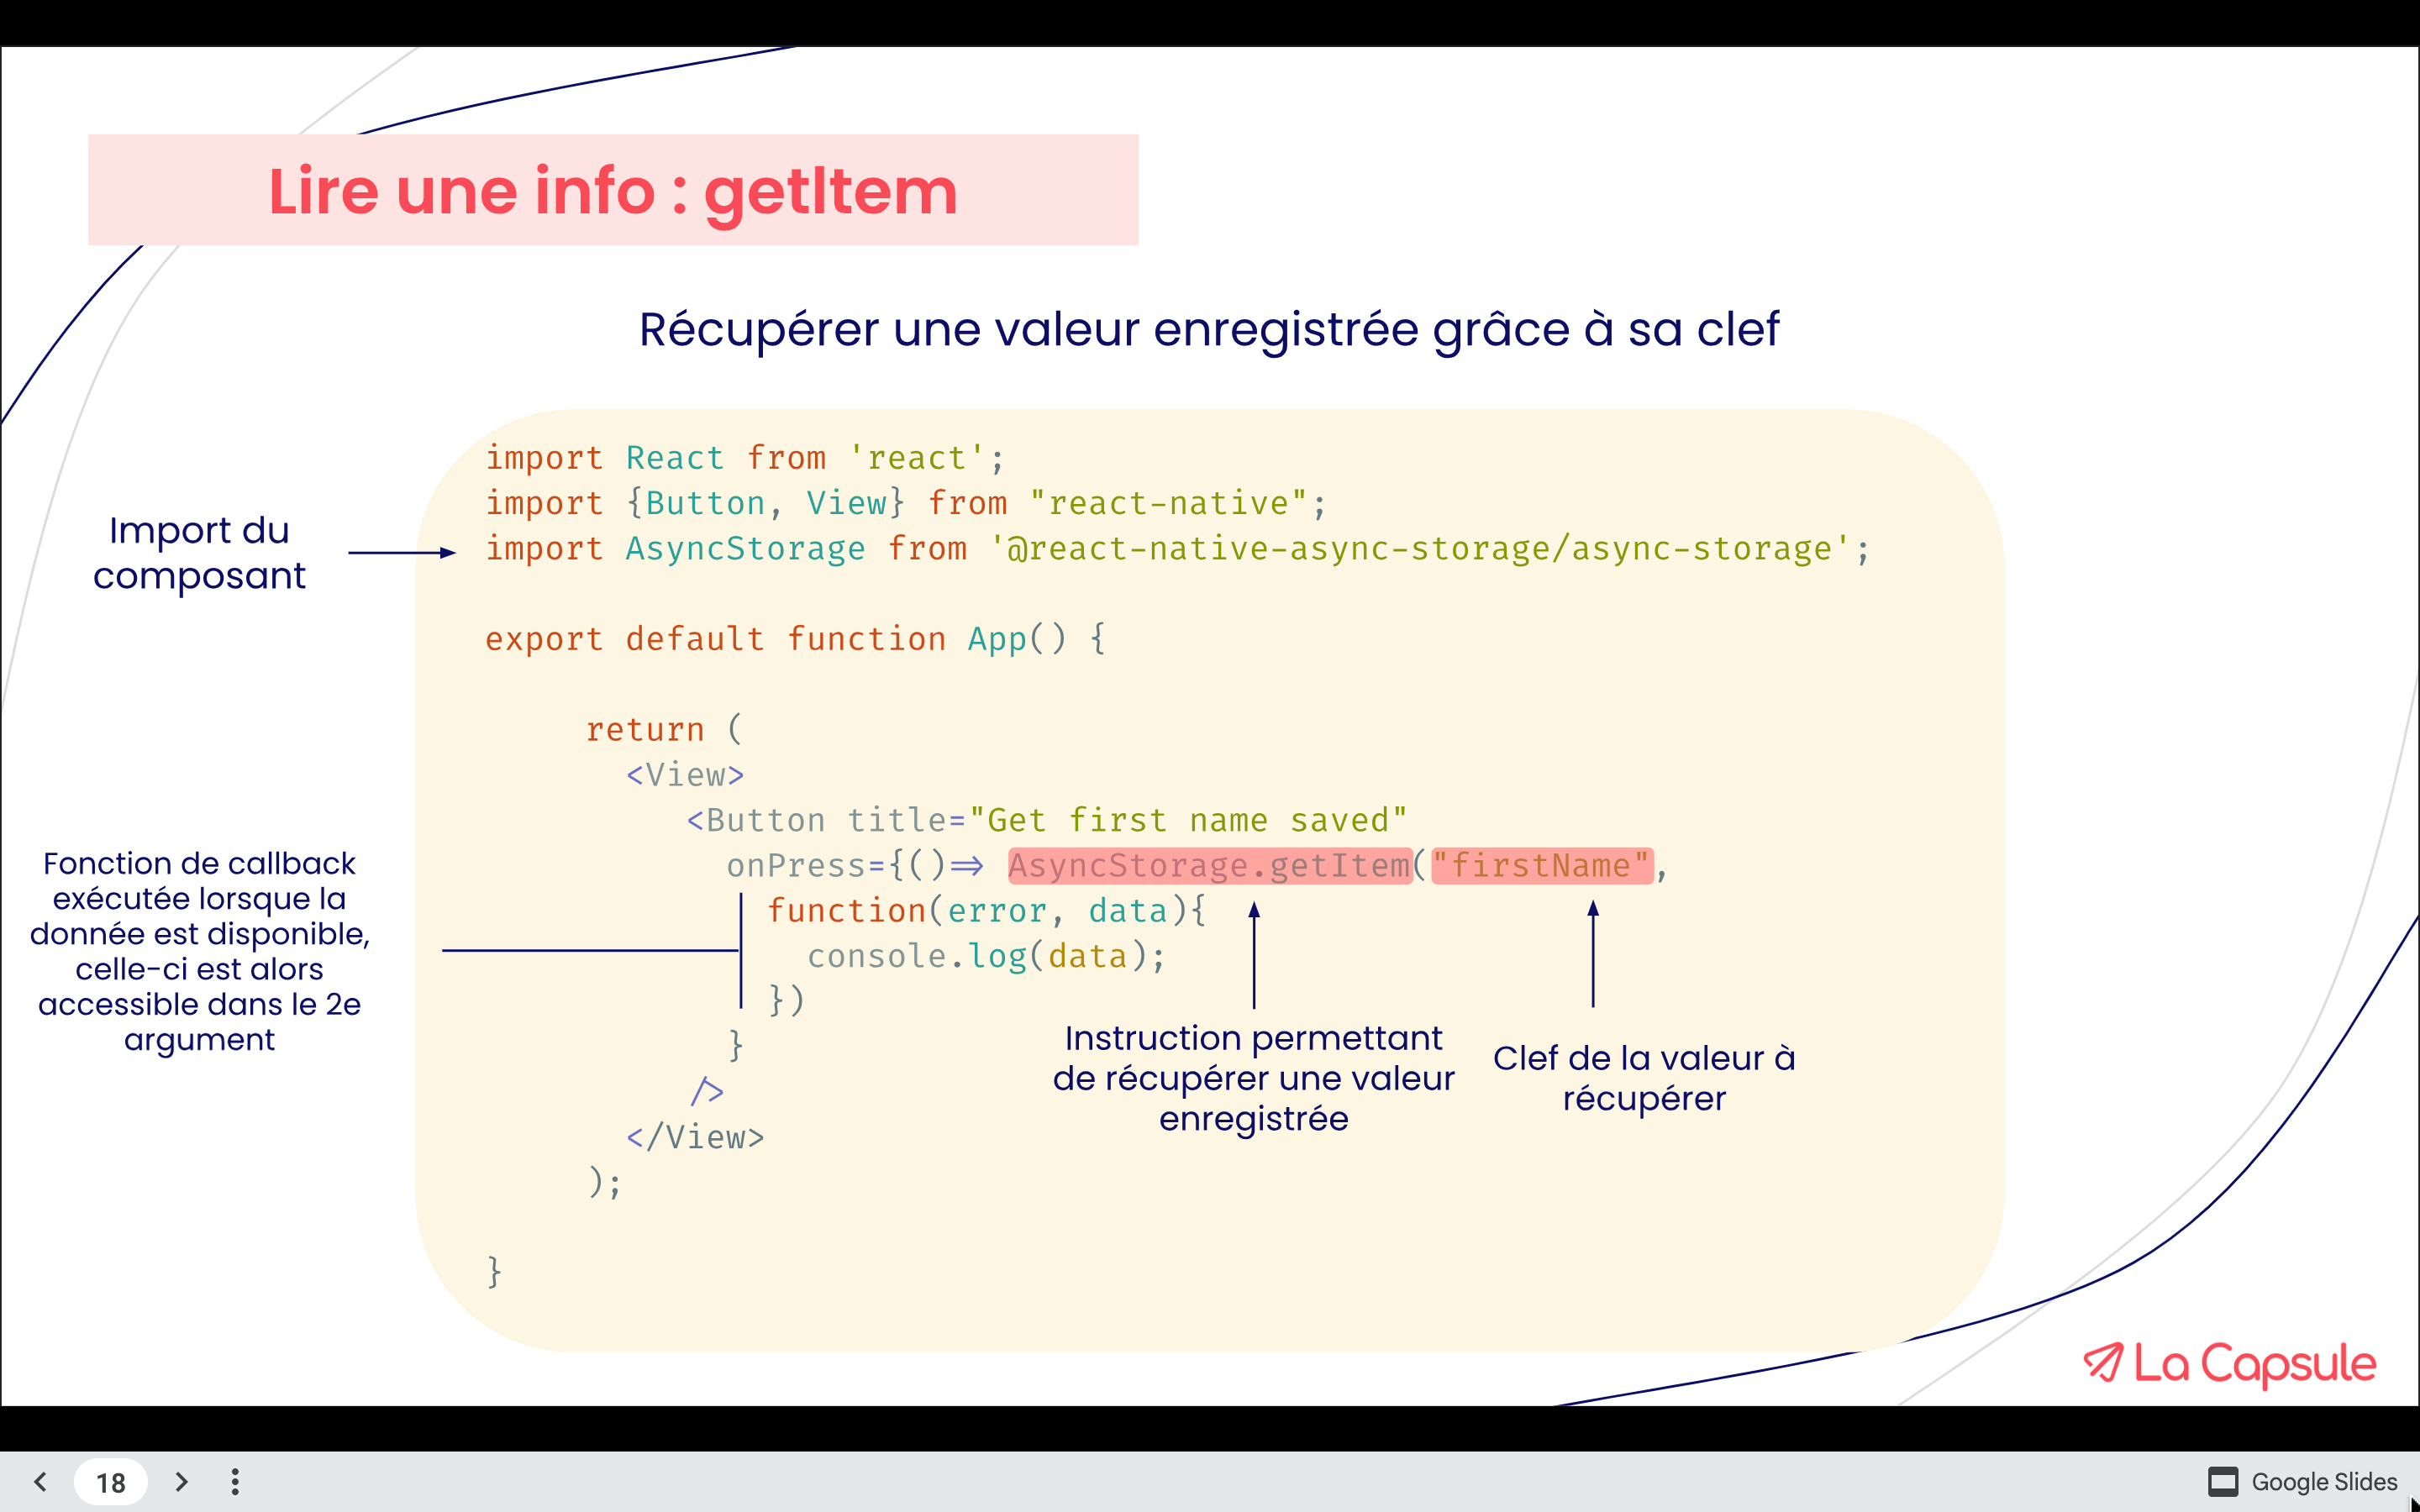 Lire une info : getItem
Récupérer une valeur enregistrée grâce à sa clef
Import du
composant
import React from 'react';
import {Button, View} from "react-native";
import AsyncStorage from '@react-native-async-storage/async-storage';
export default function App() {
return (
<View>
<Button title="Get first name saved"
onPress={()=> AsyncStorage.getItem("firstName",
function(error, data){
console.log(data);
})
}
/>
</View>
);
}
Fonction de callback
exécutée lorsque la
donnée est disponible,
celle-ci est alors
accessible dans le 2e
argument
Instruction permettant
de récupérer une valeur
enregistrée
Clef de la valeur à
récupérer
La Capsule
18
Google Slides